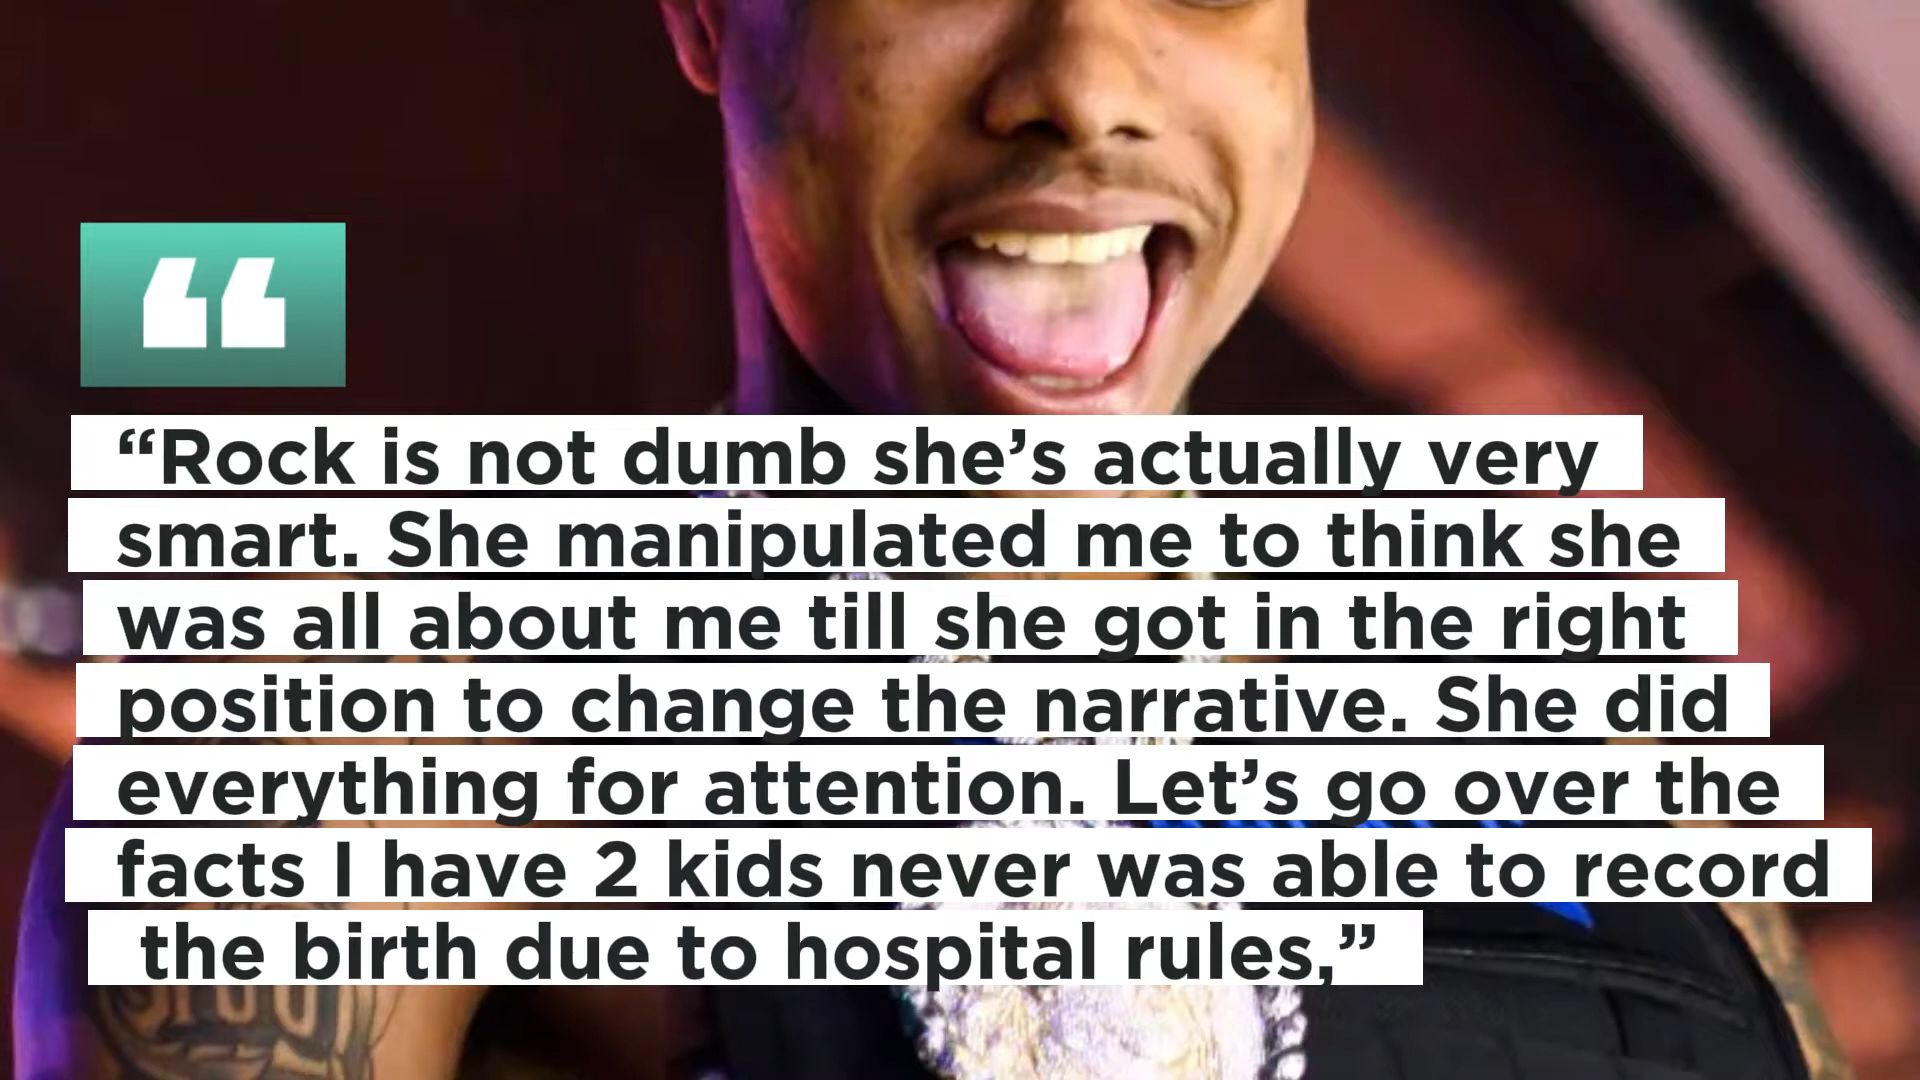 “Rock is not dumb she’s actually very
smart. She manipulated me to think she
was all about me till she got in the right
position to change the narrative. She did
everything for attention. Let’s go over the
facts I have 2 kids never was able to record
the birth due to hospital rules,”